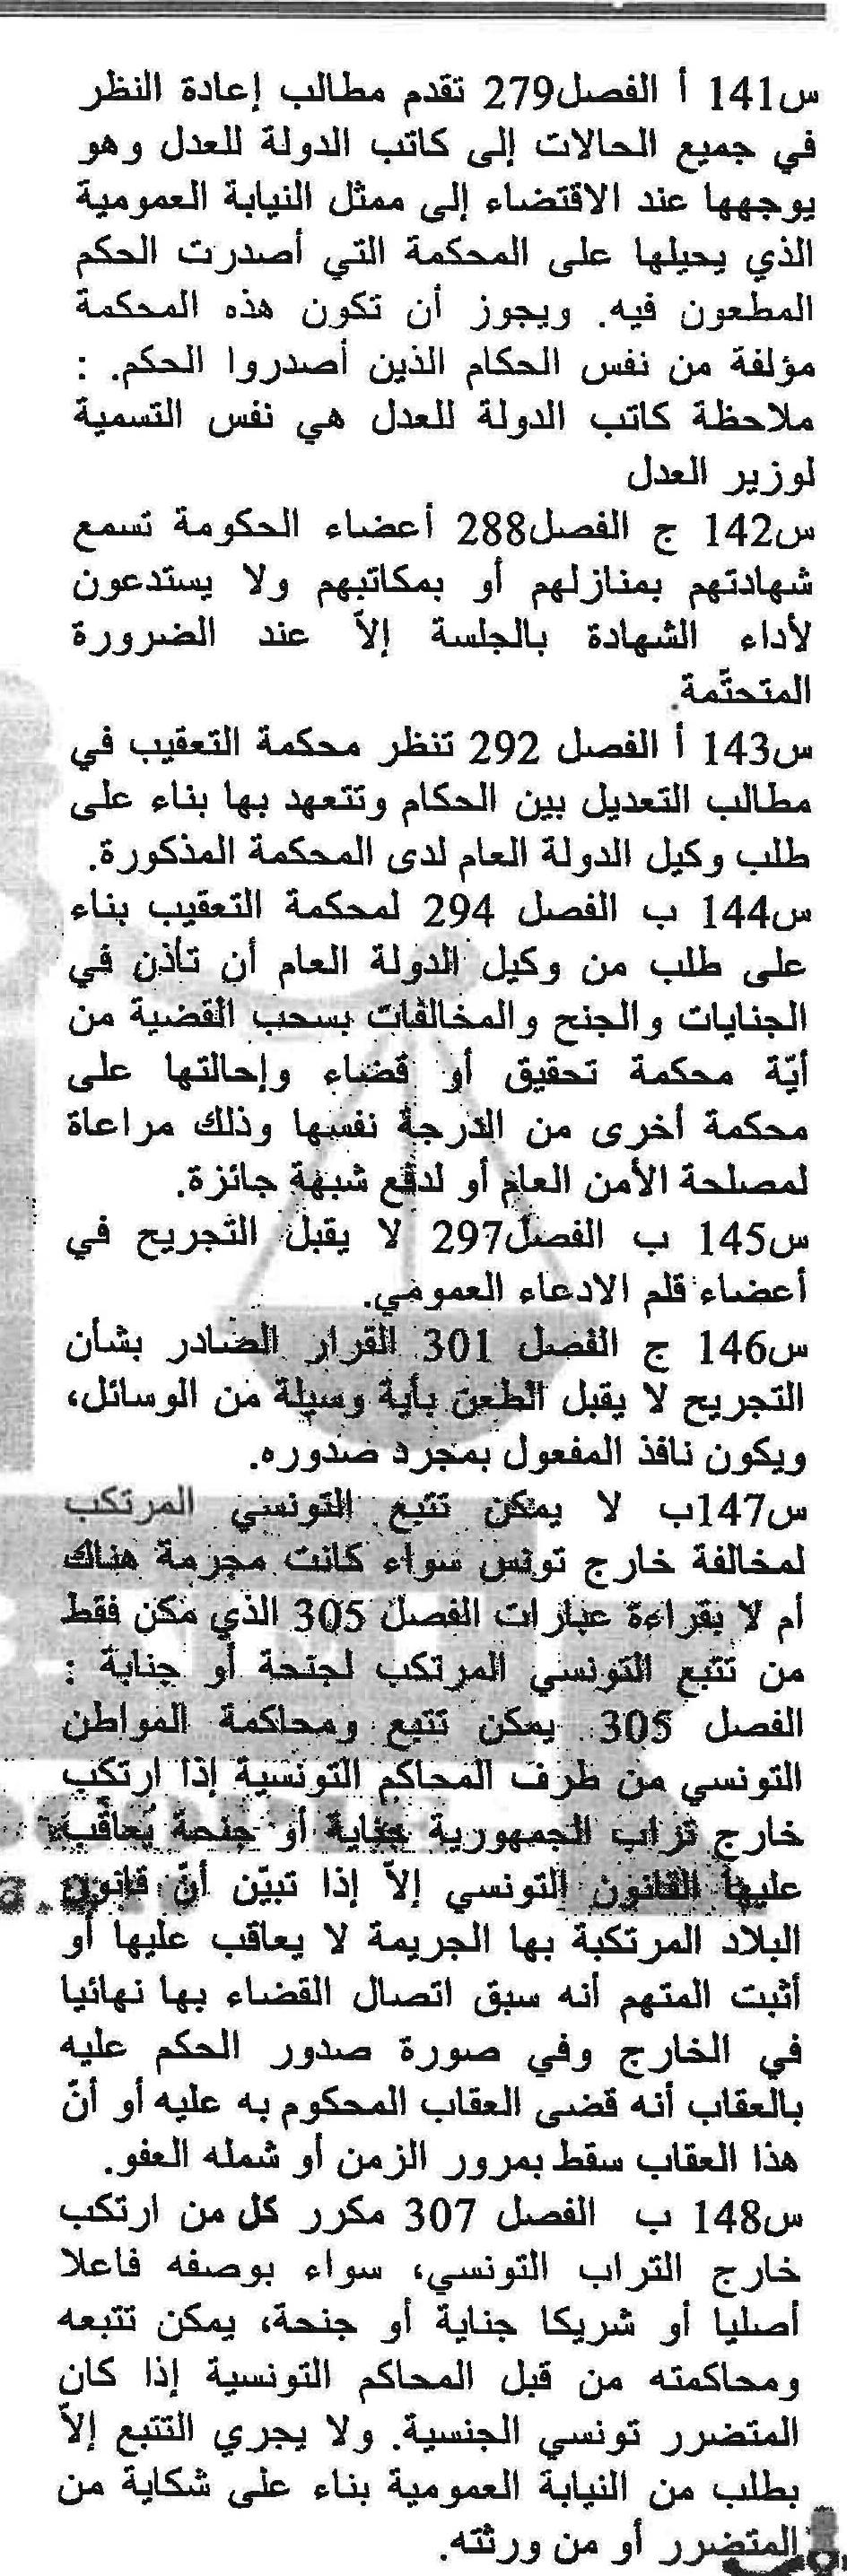 س141 أ الفصل279 تقدم مطالب إعادة النظر
في جميع الحالات إلى كاتب الدولة للعدل وهو
يوجهها عند الاقتضاء إلى ممثل النيابة العمومية
الذي يحيلها على المحكمة التي أصدرت الحكم
المطعون فيه. ويجوز أن تكون هذه المحكمة
مؤلفة من نفس الحكام الذين أصدروا الحكم. :
ملاحظة كاتب الدولة للعدل هي نفس التسمية
لوزير العدل
س142 ج الفصل288 أعضاء الحكومة تسمع
شهادتهم بمنازلهم أو بمكاتبهم ولا يستدعون
لأداء الشهادة بالجلسة إلاّ عند الضرورة
المتحتّمة.
س143 أ الفصل 292 تنظر محكمة التعقيب في
مطالب التعديل بين الحكام وتتعهد بها بناء على
طلب وكيل الدولة العام لدى المحكمة المذكورة.
س144 ب الفصل 294 لمحكمة التعقيب بناء
على طلب من وكيل الدولة العام أن تأذن في
الجنايات والجنح والمخالفات بسحب القضية من
أيّة محكمة تحقيق أو قضاء وإحالتها على
محكمة أخرى من الدرجة نفسها وذلك مراعاة
لمصلحة الأمن العام أو لدفع شبهة جائزة.
س145 ب الفصل297 لا يقبل التجريح في
أعضاء قلم الادعاء العمومي.
س146 ج الفصل 301 القرار الصادر بشأن
التجريح لا يقبل الطعن بأية وسيلة من الوسائل،
ويكون نافذ المفعول بمجرد صدوره.
س147ب لا يمكن تتبع التونسي المرتكب
لمخالفة خارج تونس سواء كانت مجرمة هناك
أم لا بقراءة عبارات الفصل 305 الذي مكن فقط
من تتبع التونسي المرتكب لجنحة أو جناية :
الفصل 305 يمكن تتبع ومحاكمة المواطن
التونسي من طرف المحاكم التونسية إذا ارتكب
خارج تراب الجمهورية جناية أو جنحة يُعاقب
عليها القانون التونسي إلاّ إذا تبيّن أنّ قانون
البلاد المرتكبة بها الجريمة لا يعاقب عليها أو
أثبت المتهم أنه سبق اتصال القضاء بها نهائيا
في الخارج وفي صورة صدور الحكم عليه
بالعقاب أنه قضى العقاب المحكوم به عليه أو أنّ
هذا العقاب سقط بمرور الزمن أو شمله العفو.
س148 ب الفصل 307 مكرر كل من ارتكب
خارج التراب التونسي، سواء بوصفه فاعلا
أصليا أو شريكا جناية أو جنحة، يمكن تتبعه
ومحاكمته من قبل المحاكم التونسية إذا كان
المتضرر تونسي الجنسية. ولا يجري التتبع إلاّ
بطلب من النيابة العمومية بناء على شكاية من
المتضرر أو من ورثته.